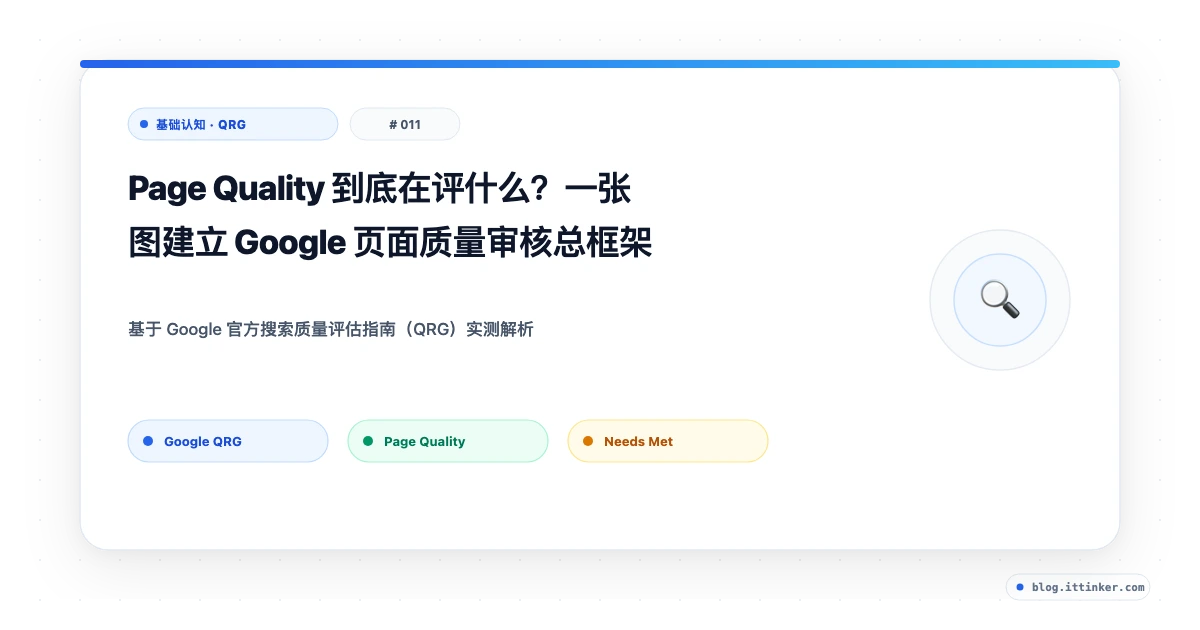 基础认知 · QRG
# 011
Page Quality 到底在评什么？一张
图建立 Google 页面质量审核总框架
基于 Google 官方搜索质量评估指南（QRG）实测解析
Google QRG
Page Quality
Needs Met
blog.ittinker.com